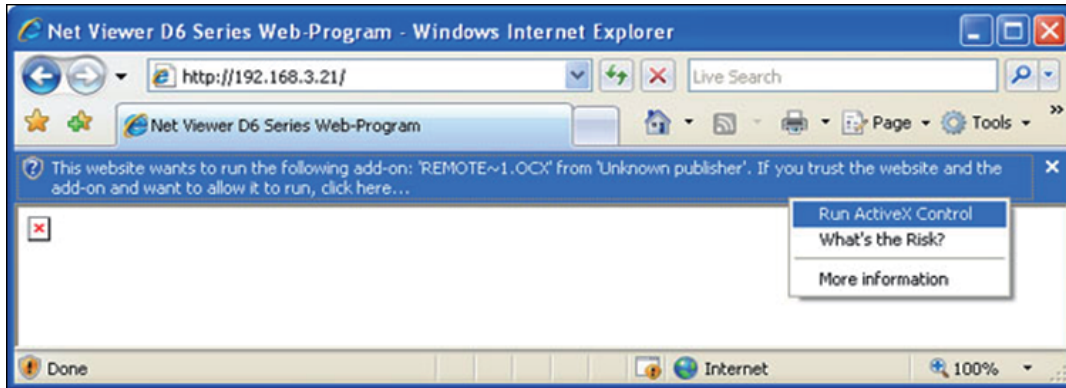 Net Viewer D6 Series Web-Program - Windows Internet Explorer
http://192.168.3.21/
Live Search
Net Viewer D6 Series Web-Program
Page
Tools
This website wants to run the following add-on: 'REMOTE~1.OCX' from 'Unknown publisher'. If you trust the website and the
add-on and want to allow it to run, click here...
Run ActiveX Control
What's the Risk?
More information
Done
Internet
100%